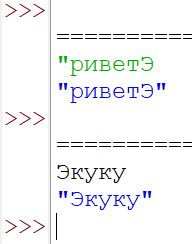 >>>
==========
"риветЭ
"риветЭ"
>>>
==========
Экуку
"Экуку"
>>>